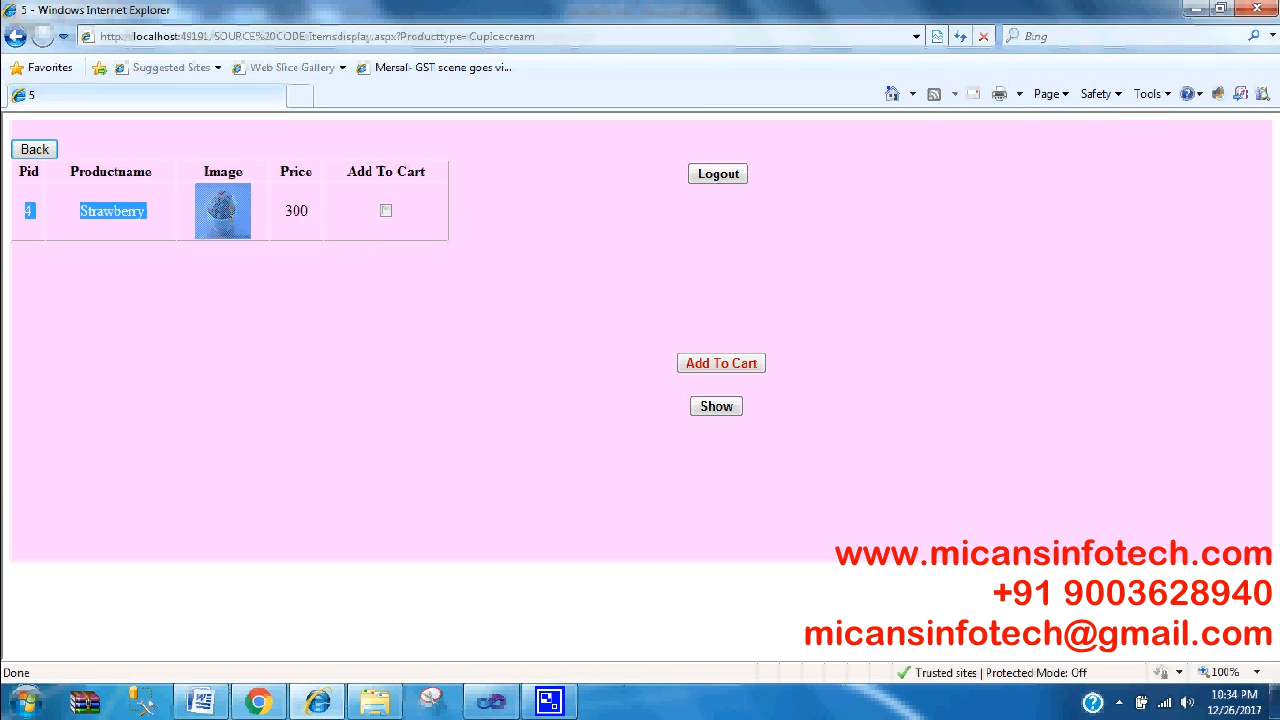 5 - Windows Internet Explorer
http://localhost:49191/SOURCE%20CODE/Itemsdisplay.aspx?Producttype=CupIcecream
Bing
Favorites Suggested Sites Web Slice Gallery Mersal- GST scene goes vi...
5
Page Safety Tools
Back
Pid Productname Image Price Add To Cart
Logout
4 Strawberry 300
Add To Cart
Show
www.micansinfotech.com
+91 9003628940
micansinfotech@gmail.com
Done
Trusted sites | Protected Mode: Off
100%
10:34 PM
12/26/2017